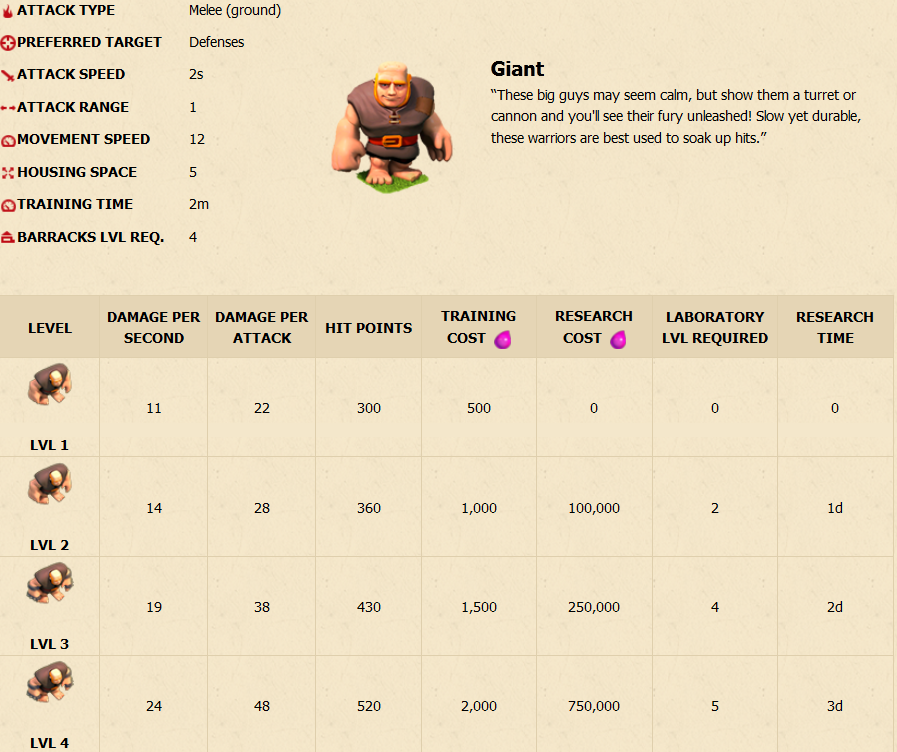 ATTACK TYPE Melee (ground)
PREFERRED TARGET Defenses
ATTACK SPEED 2s
ATTACK RANGE 1
MOVEMENT SPEED 12
HOUSING SPACE 5
TRAINING TIME 2m
BARRACKS LVL REQ. 4
Giant
“These big guys may seem calm, but show them a turret or
cannon and you'll see their fury unleashed! Slow yet durable,
these warriors are best used to soak up hits.”
LEVEL DAMAGE PER SECOND DAMAGE PER ATTACK HIT POINTS TRAINING COST RESEARCH COST LABORATORY LVL REQUIRED RESEARCH TIME
LVL 1 11 22 300 500 0 0 0
LVL 2 14 28 360 1,000 100,000 2 1d
LVL 3 19 38 430 1,500 250,000 4 2d
LVL 4 24 48 520 2,000 750,000 5 3d